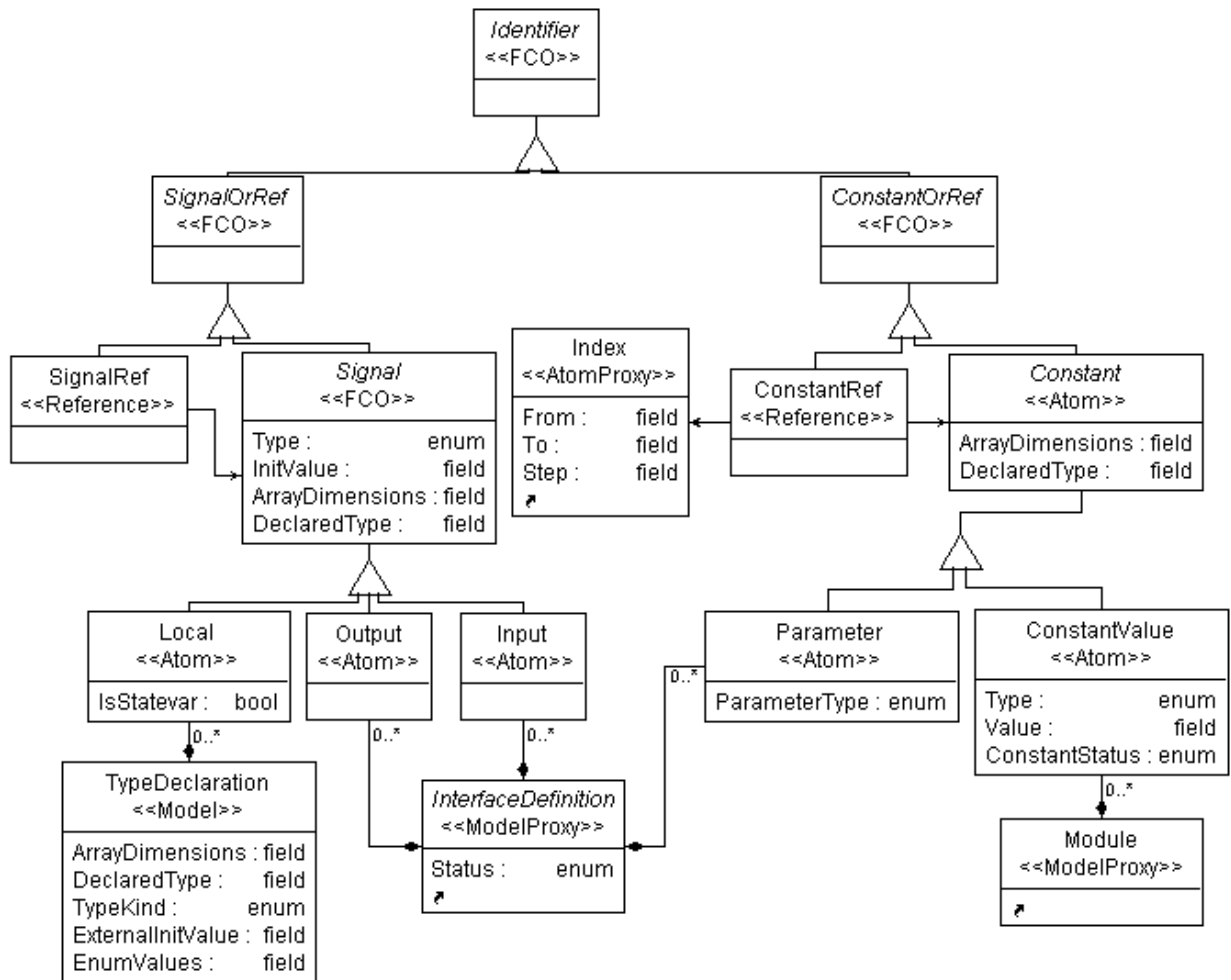 Identifier
<<FCO>>
SignalOrRef
<<FCO>>
ConstantOrRef
<<FCO>>
SignalRef
<<Reference>>
Signal
<<FCO>>
Type : enum
InitValue : field
ArrayDimensions : field
DeclaredType : field
Index
<<AtomProxy>>
From : field
To : field
Step : field
ConstantRef
<<Reference>>
Constant
<<Atom>>
ArrayDimensions : field
DeclaredType : field
Local
<<Atom>>
IsStatevar : bool
0..*
Output
<<Atom>>
0..*
Input
<<Atom>>
0..*
Parameter
<<Atom>>
ParameterType : enum
0..*
ConstantValue
<<Atom>>
Type : enum
Value : field
ConstantStatus : enum
0..*
TypeDeclaration
<<Model>>
ArrayDimensions : field
DeclaredType : field
TypeKind : enum
ExternalInitValue : field
EnumValues : field
InterfaceDefinition
<<ModelProxy>>
Status : enum
Module
<<ModelProxy>>